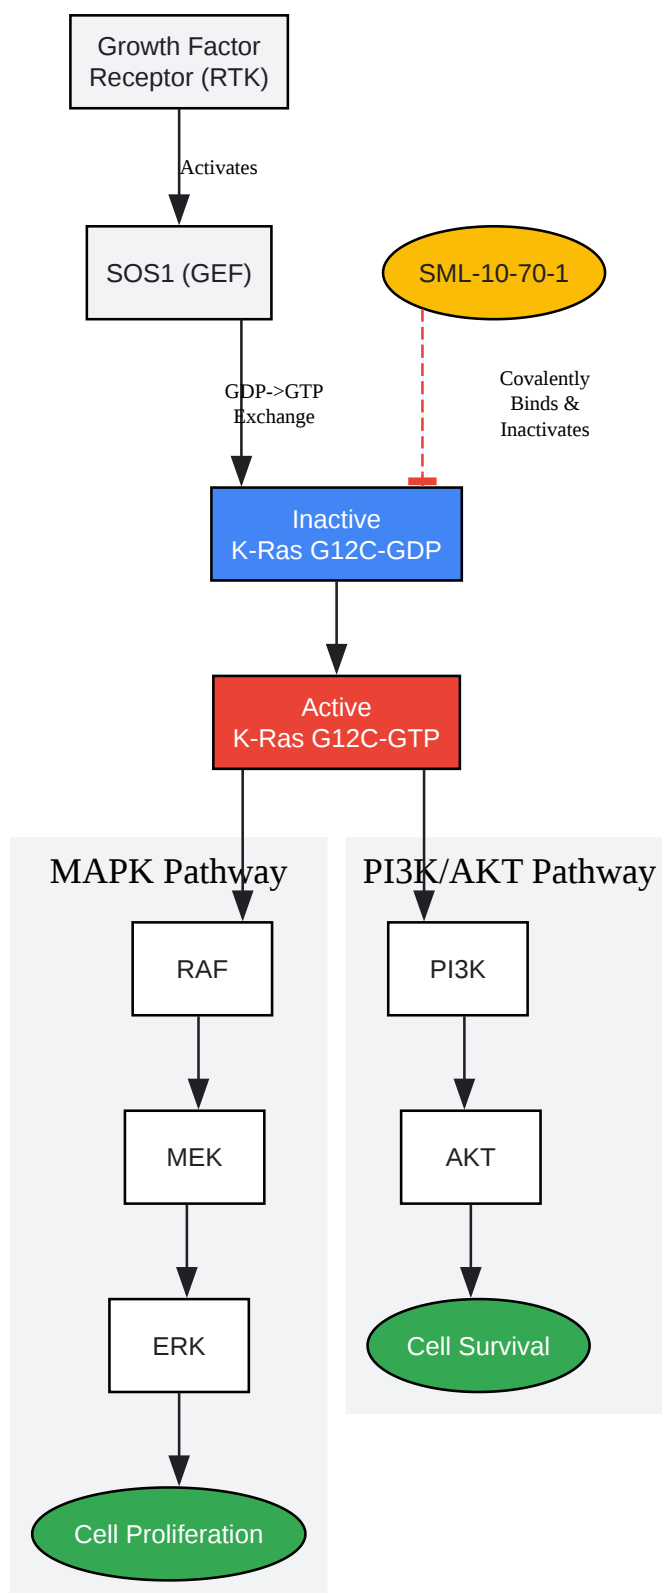 Growth Factor
Receptor (RTK)
Activates
SOS1 (GEF)
SML-10-70-1
GDP->GTP
Exchange
Covalently
Binds &
Inactivates
Inactive
K-Ras G12C-GDP
Active
K-Ras G12C-GTP
MAPK Pathway
PI3K/AKT Pathway
RAF
PI3K
MEK
AKT
ERK
Cell Survival
Cell Proliferation